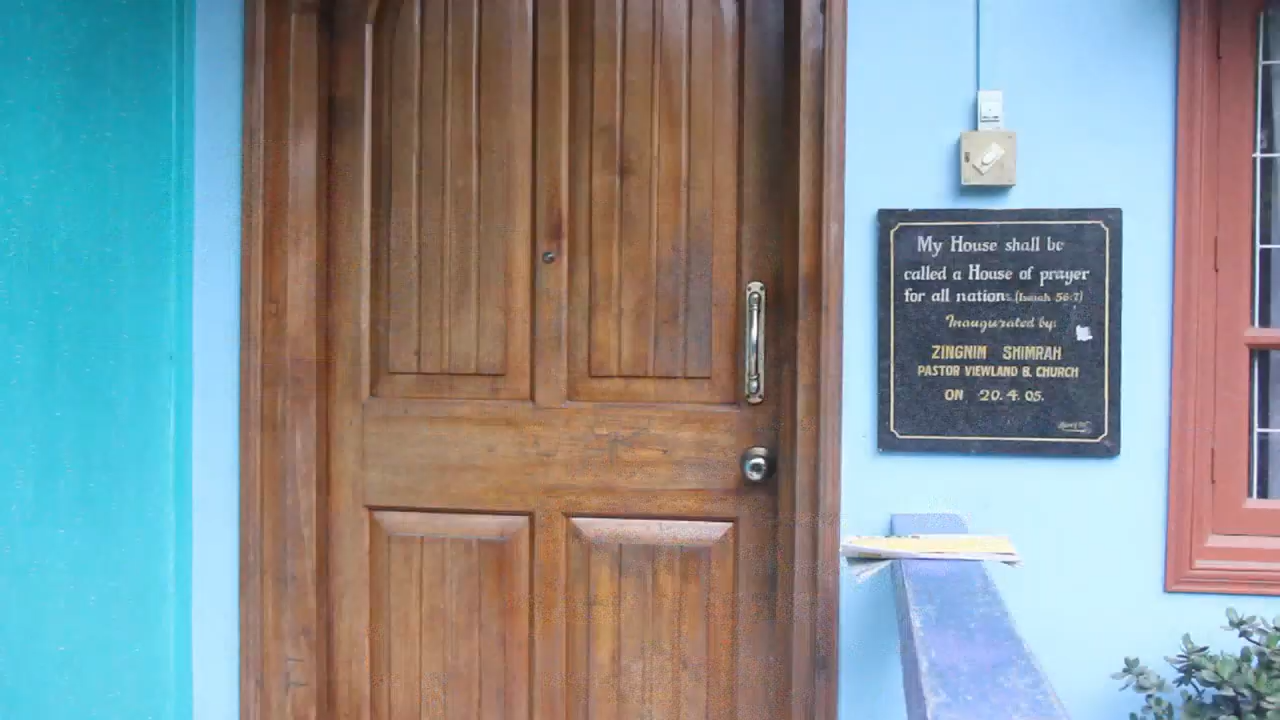 My House shall be
called a House of prayer
for all nations. (Isaiah 56:7)
Inaugurated by:
ZINGNIM SHIMRAH
PASTOR VIEWLAND B. CHURCH
ON 20. 4. 05.